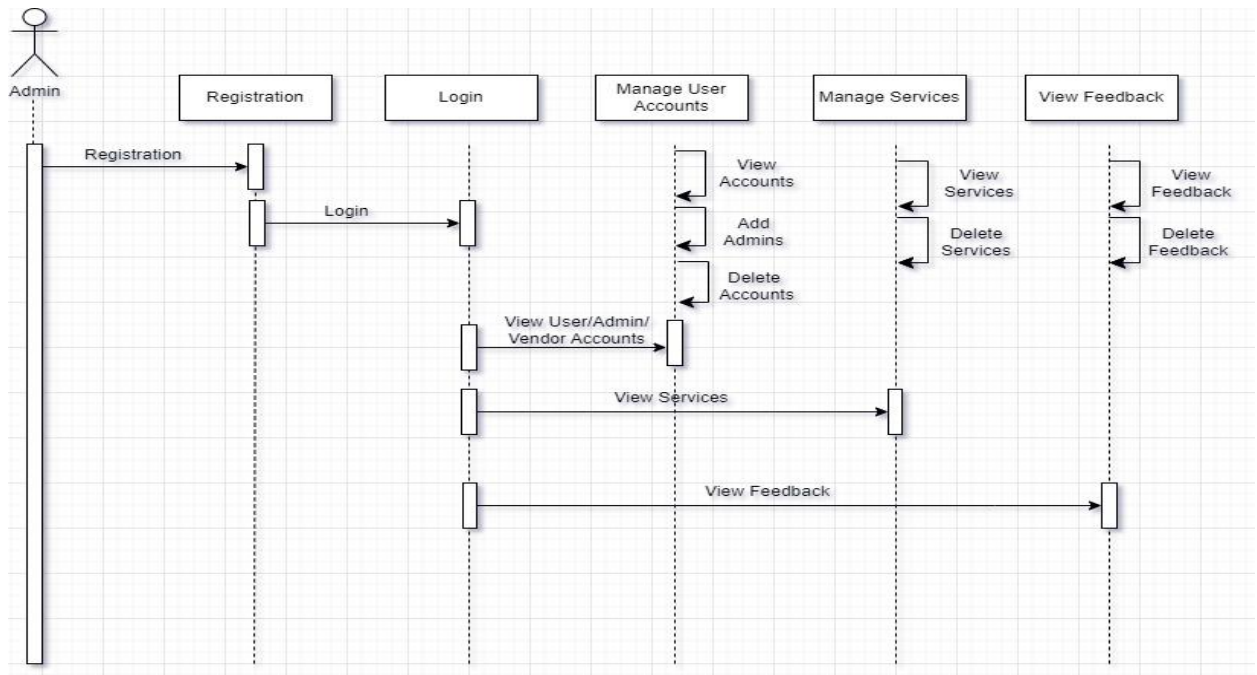 Admin
Registration
Login
Manage User
Accounts
Manage Services
View Feedback
Registration
View
Accounts
View
Services
View
Feedback
Login
Add
Admins
Delete
Services
Delete
Feedback
Delete
Accounts
View User/Admin/
Vendor Accounts
View Services
View Feedback